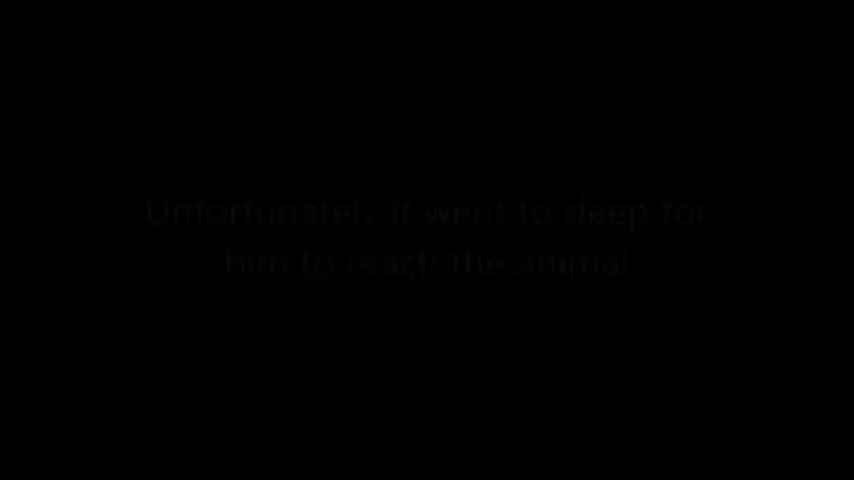 Unfortunately it went to deep for
him to reach the animal